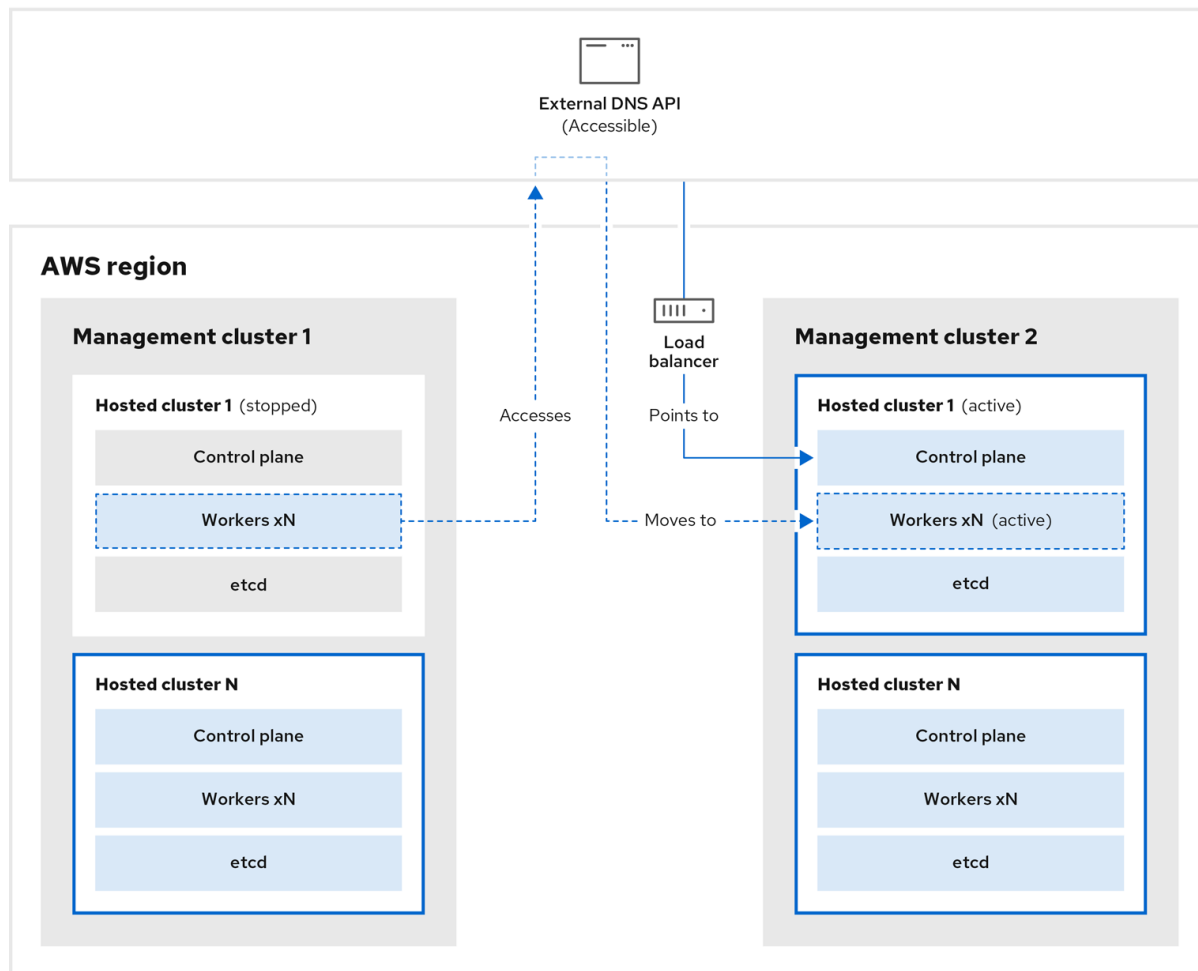 External DNS API
(Accessible)
AWS region
Management cluster 1
Hosted cluster 1 (stopped)
Control plane
Workers xN
etcd
Hosted cluster N
Control plane
Workers xN
etcd
Accesses
Load
balancer
Points to
Moves to
Management cluster 2
Hosted cluster 1 (active)
Control plane
Workers xN (active)
etcd
Hosted cluster N
Control plane
Workers xN
etcd